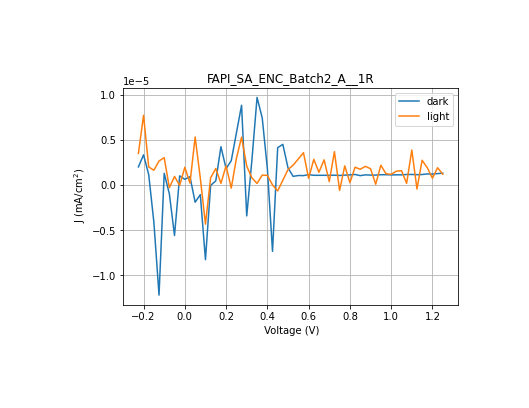 FAPI_SA_ENC_Batch2_A__1R
1e−5
dark
light
1.0
0.5
0.0
−0.5
−1.0
J (mA/cm²)
−0.2 0.0 0.2 0.4 0.6 0.8 1.0 1.2
Voltage (V)